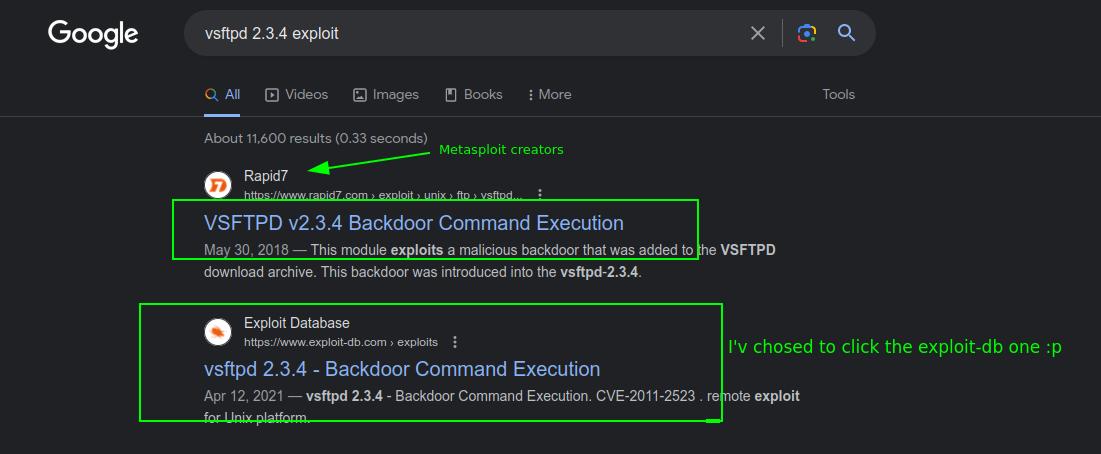 Google
vsftpd 2.3.4 exploit
All Videos Images Books More Tools
About 11,600 results (0.33 seconds)
Metasploit creators
Rapid7
https://www.rapid7.com › exploit › unix › ftp › vsftpd...
VSFTPD v2.3.4 Backdoor Command Execution
May 30, 2018 — This module exploits a malicious backdoor that was added to the VSFTPD
download archive. This backdoor was introduced into the vsftpd-2.3.4.
Exploit Database
https://www.exploit-db.com › exploits
I'v chosed to click the exploit-db one :p
vsftpd 2.3.4 - Backdoor Command Execution
Apr 12, 2021 — vsftpd 2.3.4 - Backdoor Command Execution. CVE-2011-2523 . remote exploit
for Unix platform.